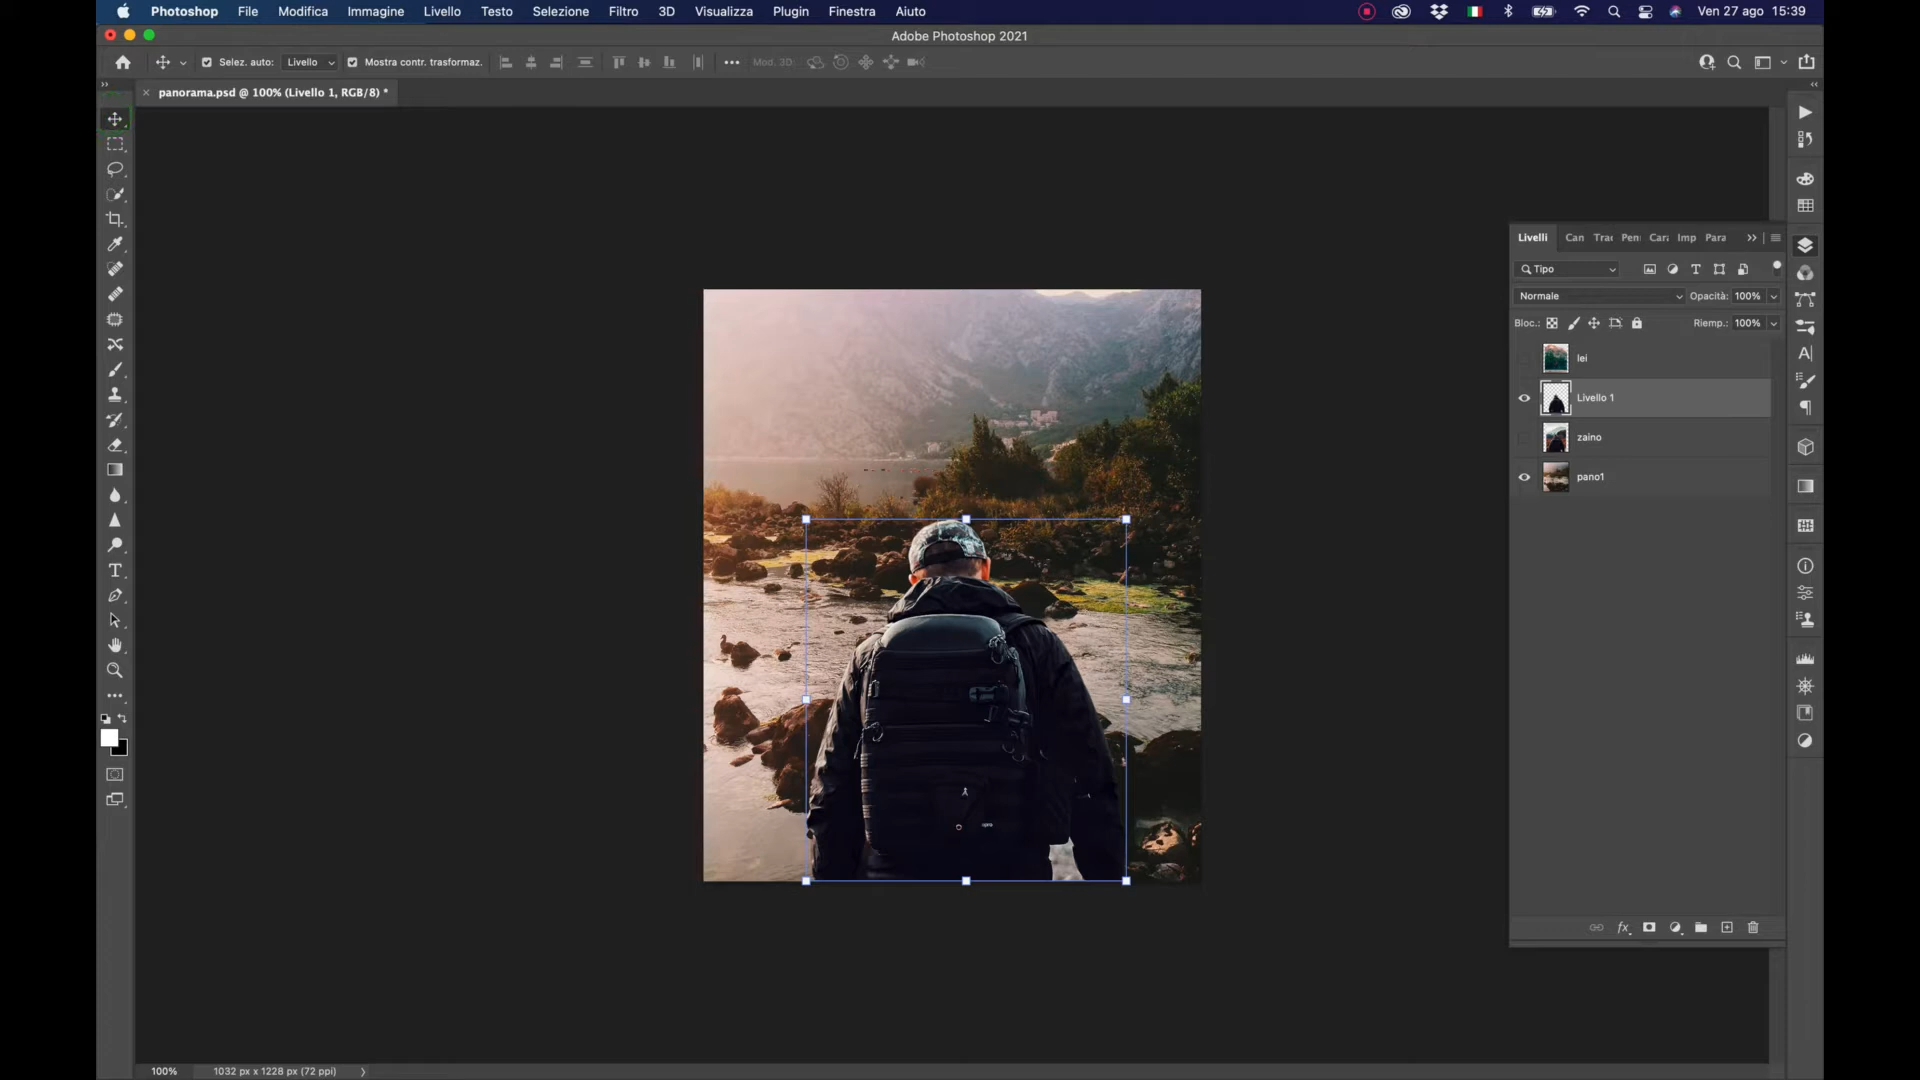 Photoshop File Modifica Immagine Livello Testo Selezione Filtro 3D Visualizza Plugin Finestra Aiuto Ven 27 ago 15:39
Adobe Photoshop 2021
Selez. auto: Livello Mostra contr. trasformaz. Mod. 3D:
panorama.psd @ 100% (Livello 1, RGB/8) *
Livelli Can Tra Pen Cara Imp Para
Tipo
Normale Opacità: 100%
Bloc.: Riemp.: 100%
lei
Livello 1
zaino
pano1
100% 1032 px x 1228 px (72 ppi)